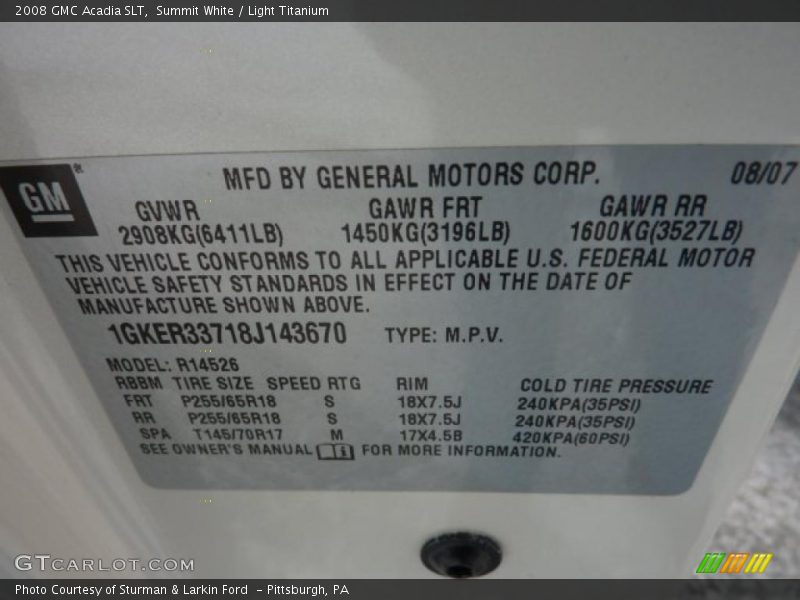 2008 GMC Acadia SLT,  Summit White / Light Titanium
GM® MFD BY GENERAL MOTORS CORP. 08/07
GVWR GAWR FRT GAWR RR
2908KG(6411LB) 1450KG(3196LB) 1600KG(3527LB)
THIS VEHICLE CONFORMS TO ALL APPLICABLE U.S. FEDERAL MOTOR
VEHICLE SAFETY STANDARDS IN EFFECT ON THE DATE OF
MANUFACTURE SHOWN ABOVE.
1GKER33718J143670 TYPE: M.P.V.
MODEL: R14526
RBBM TIRE SIZE SPEED RTG RIM COLD TIRE PRESSURE
FRT P255/65R18 S 18X7.5J 240KPA(35PSI)
RR P255/65R18 S 18X7.5J 240KPA(35PSI)
SPA T145/70R17 M 17X4.5B 420KPA(60PSI)
SEE OWNER'S MANUAL i FOR MORE INFORMATION.
GTCARLOT.COM
Photo Courtesy of Sturman & Larkin Ford  - Pittsburgh, PA